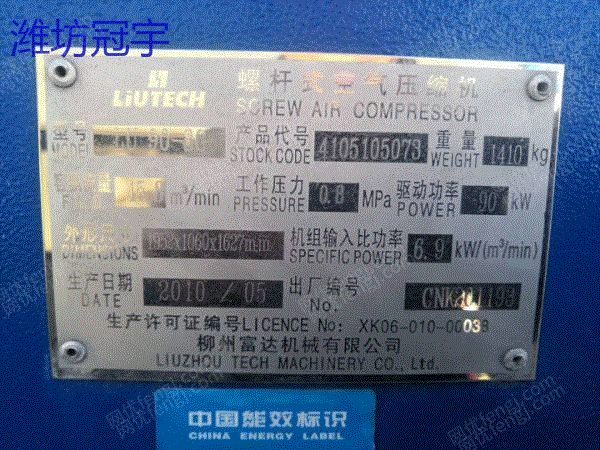 潍坊冠宇
LiUTECH
螺杆式空气压缩机
SCREW AIR COMPRESSOR
型号 MODEL 产品代号 STOCK CODE 4105105073 重量 WEIGHT 1410 kg
m³/min 工作压力 PRESSURE 0.8 MPa 驱动功率 POWER 90 kW
DIMENSIONS 1952x1060x1627mm 机组输入比功率 SPECIFIC POWER 6.9 kW/(m³/min)
生产日期 DATE 2010 / 05 出厂编号 No.
生产许可证编号LICENCE No: XK06-010-00038
柳州富达机械有限公司
LIUZHOU TECH MACHINERY CO., Ltd.
中国能效标识
CHINA ENERGY LABEL